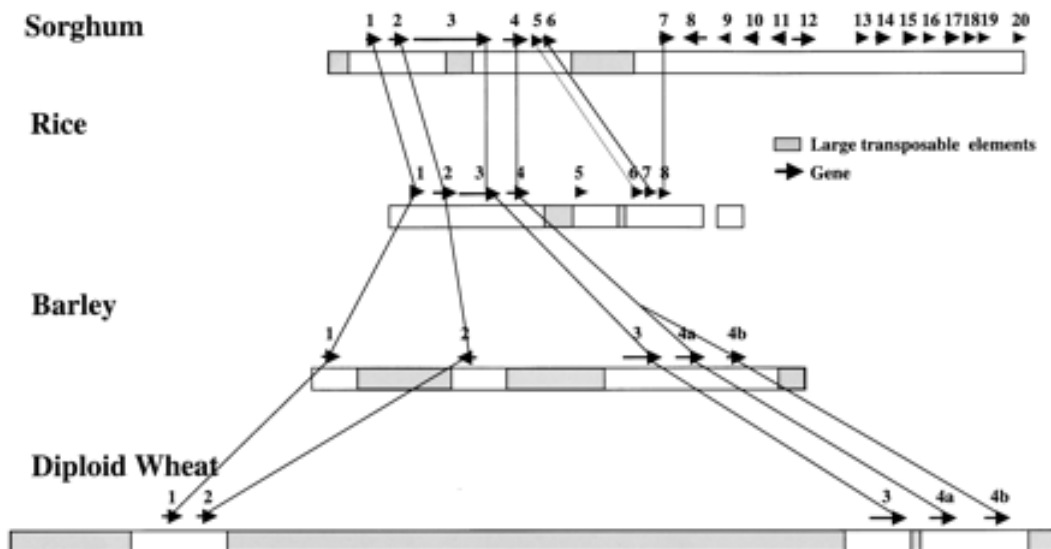 Sorghum
1 2 3 4 5 6 7 8 9 10 11 12 13 14 15 16 17 18 19 20
Rice
Large transposable elements
Gene
1 2 3 4 5 6 7 8
Barley
1 2 3 4a 4b
Diploid Wheat
1 2 3 4a 4b